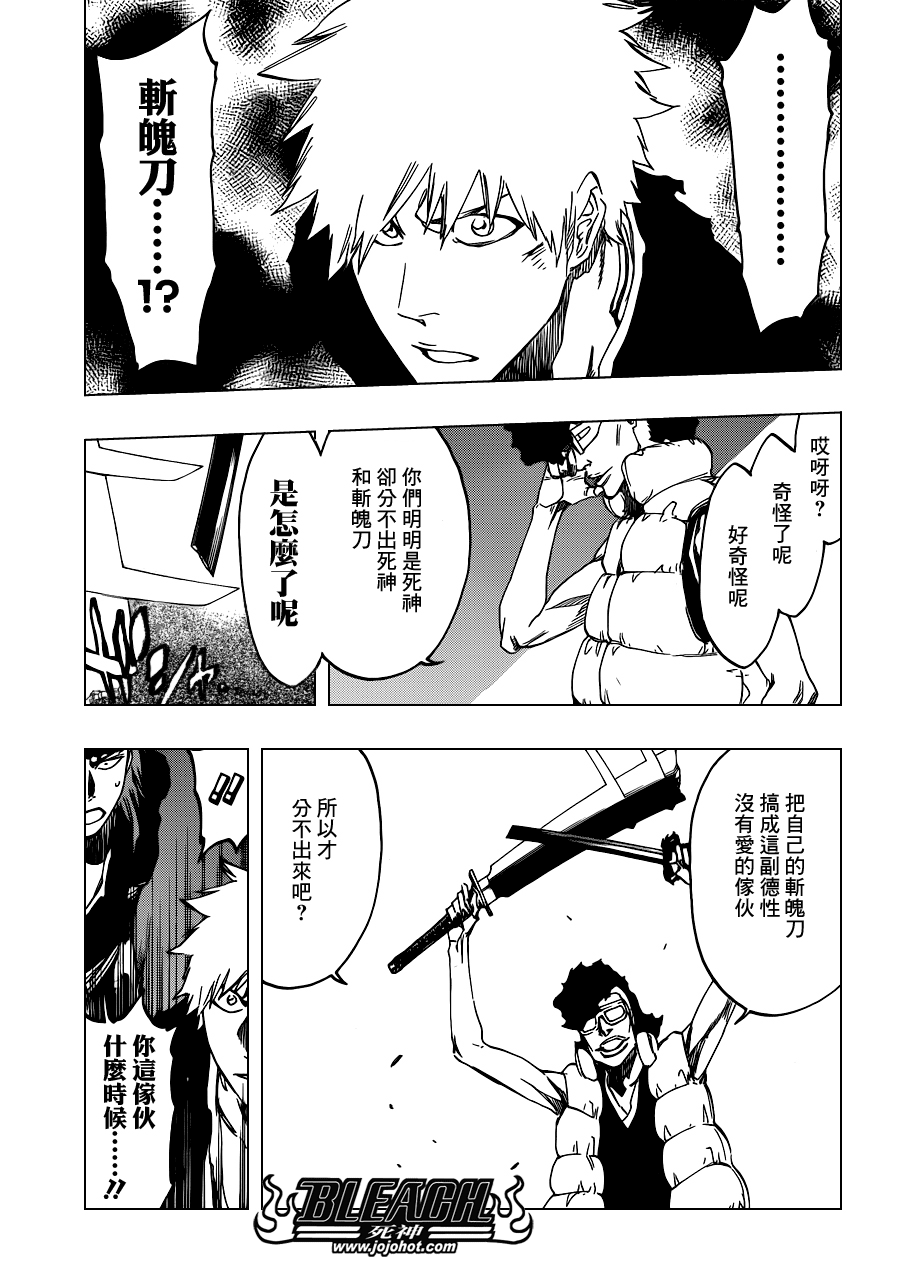 …………
斬魄刀……
!?
哎呀呀?
奇怪了呢
好奇怪呢
你們明明是死神
卻分不出死神
和斬魄刀
是怎麼了呢
把自己的斬魄刀
搞成這副德性
沒有愛的傢伙
所以才
分不出來吧?
!!
你這傢伙
什麼時候……!!
BLEACH
死神
www.jojohot.com